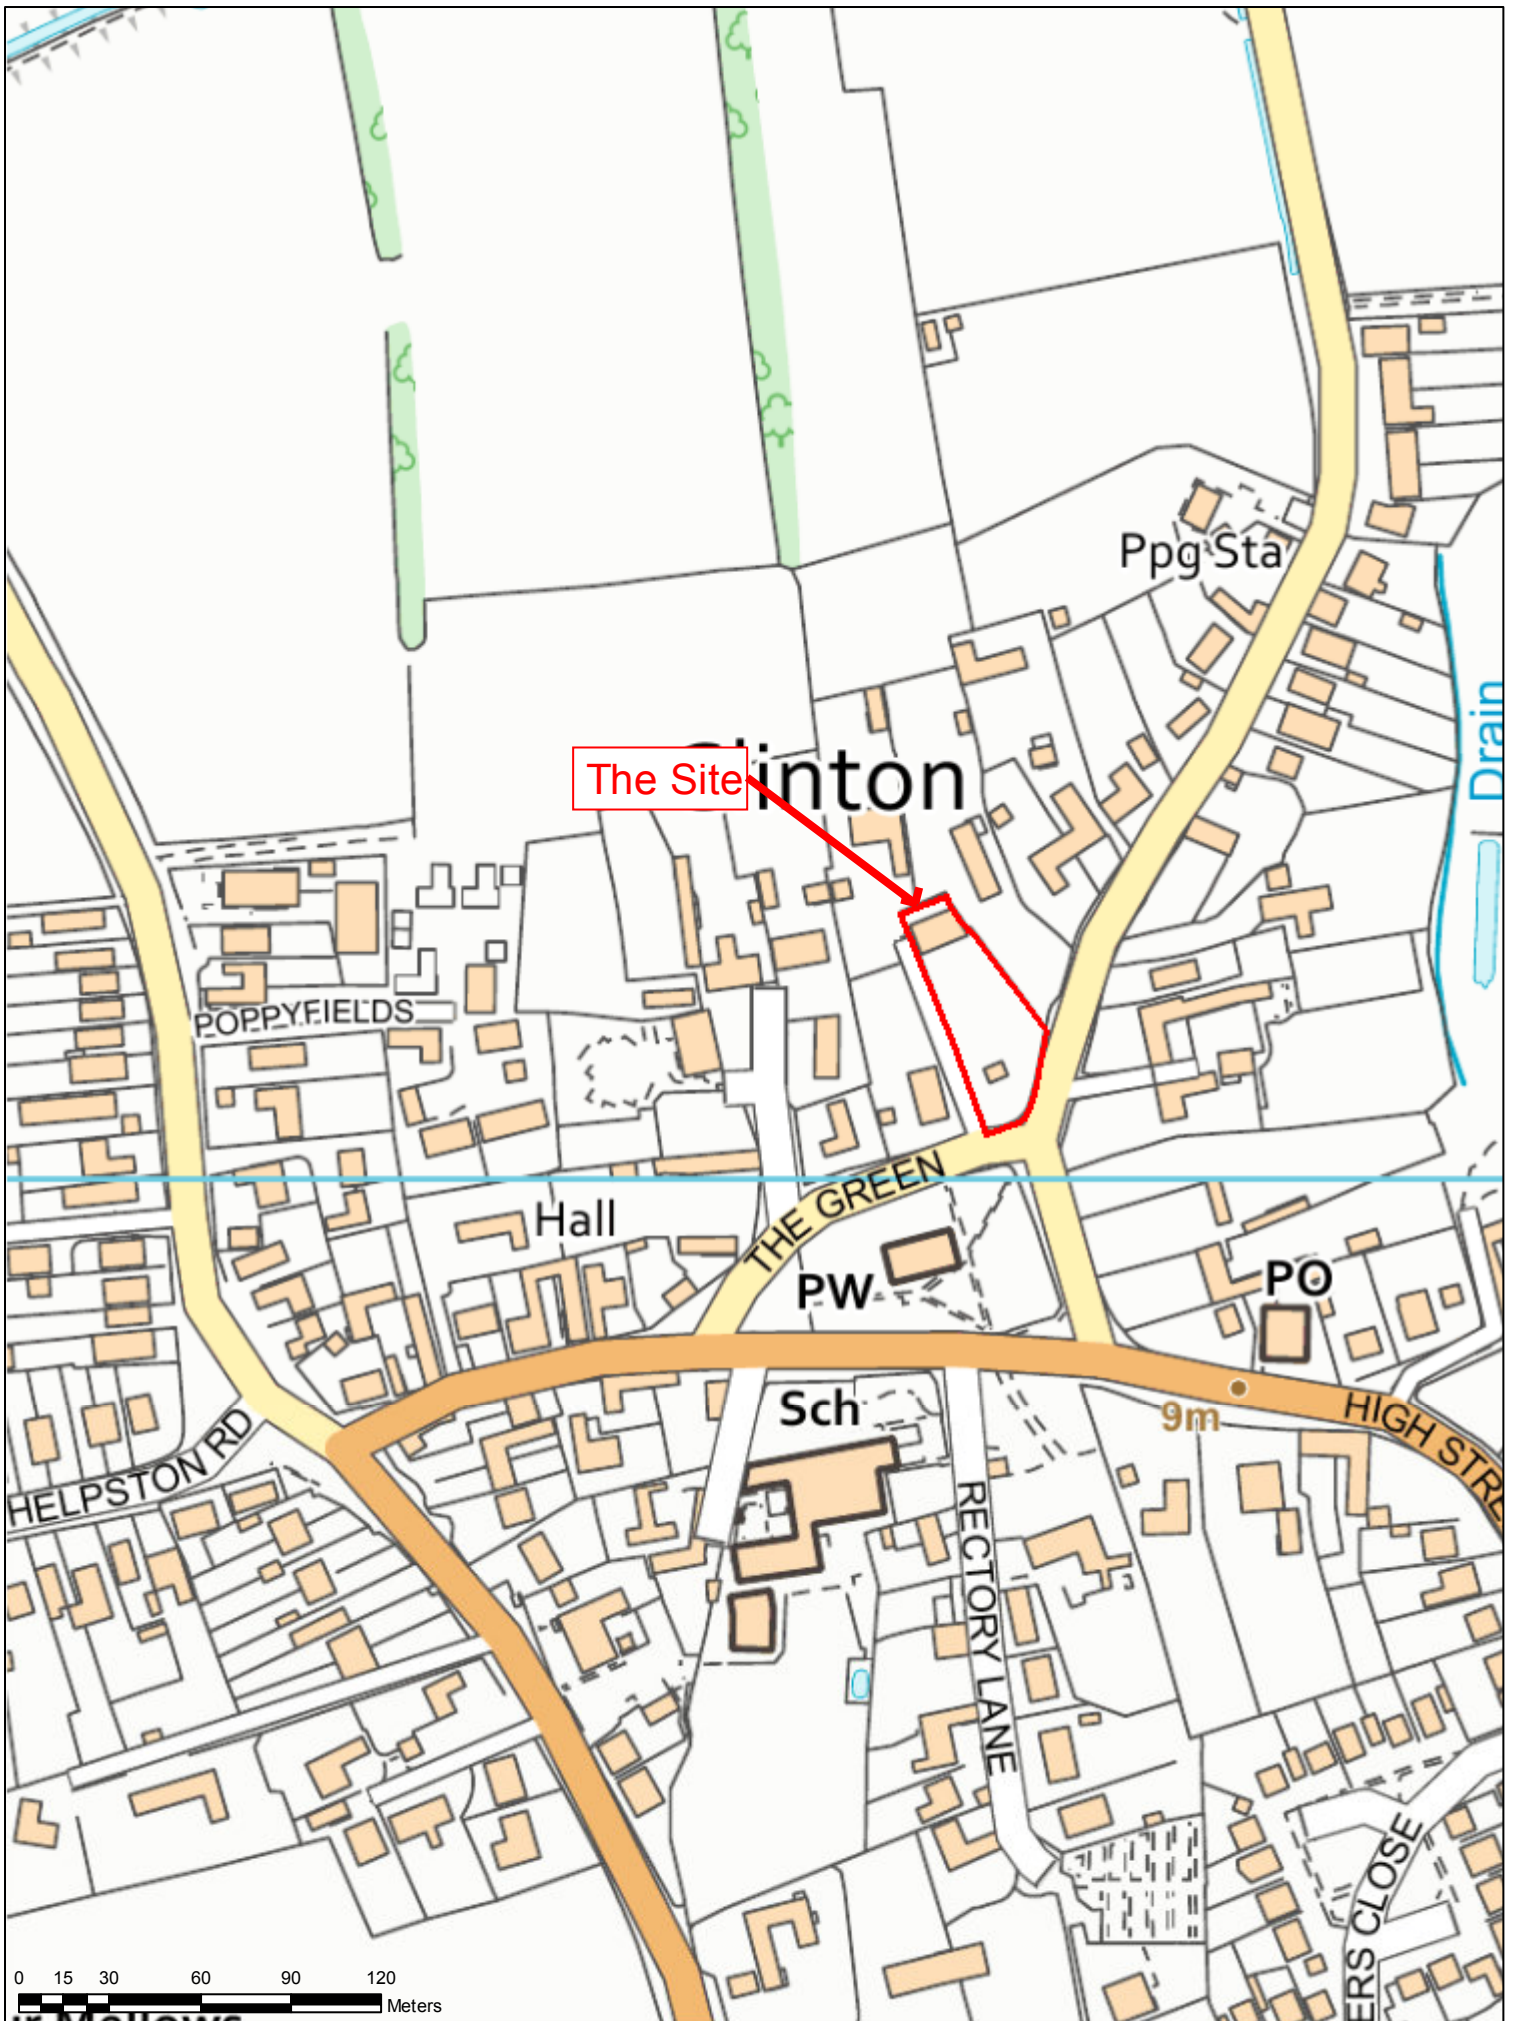 Ppg Sta
Drain
The Site
linton
POPPYFIELDS
THE GREEN
Hall
PW
PO
Sch
9m
HIGH STRE
HELPSTON RD
RECTORY LANE
ERS CLOSE
0 15 30 60 90 120
Meters